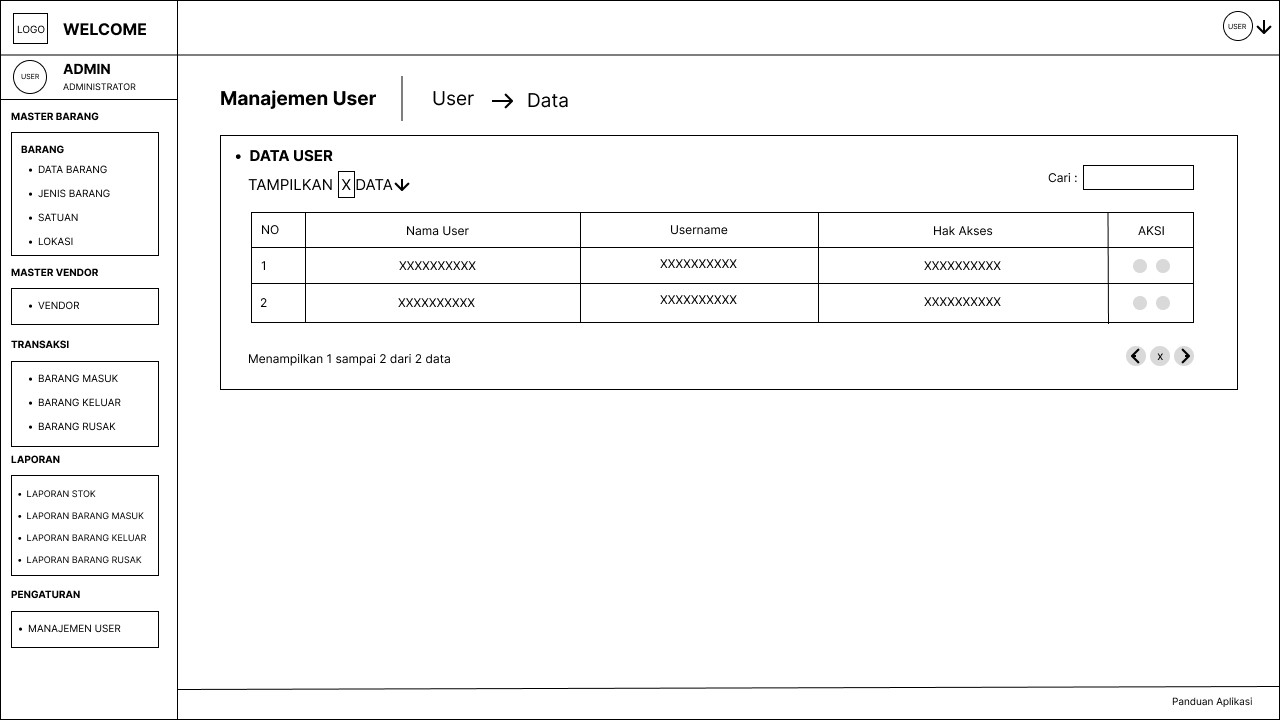 LOGO WELCOME
USER
USER
ADMIN
ADMINISTRATOR
MASTER BARANG
BARANG
• DATA BARANG
• JENIS BARANG
• SATUAN
• LOKASI
MASTER VENDOR
• VENDOR
TRANSAKSI
• BARANG MASUK
• BARANG KELUAR
• BARANG RUSAK
LAPORAN
• LAPORAN STOK
• LAPORAN BARANG MASUK
• LAPORAN BARANG KELUAR
• LAPORAN BARANG RUSAK
PENGATURAN
• MANAJEMEN USER
Manajemen User User → Data
• DATA USER
TAMPILKAN X DATA
Cari :
NO Nama User Username Hak Akses AKSI
1 XXXXXXXXXX XXXXXXXXXX XXXXXXXXXX
2 XXXXXXXXXX XXXXXXXXXX XXXXXXXXXX
Menampilkan 1 sampai 2 dari 2 data
x
Panduan Aplikasi